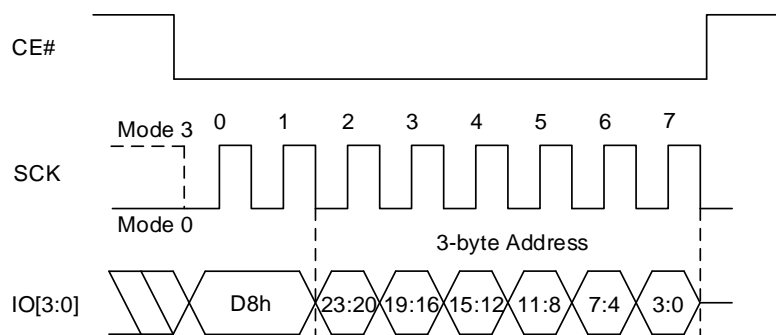 CE#
Mode 3 0 1 2 3 4 5 6 7
SCK
Mode 0
3-byte Address
IO[3:0] D8h 23:20 19:16 15:12 11:8 7:4 3:0